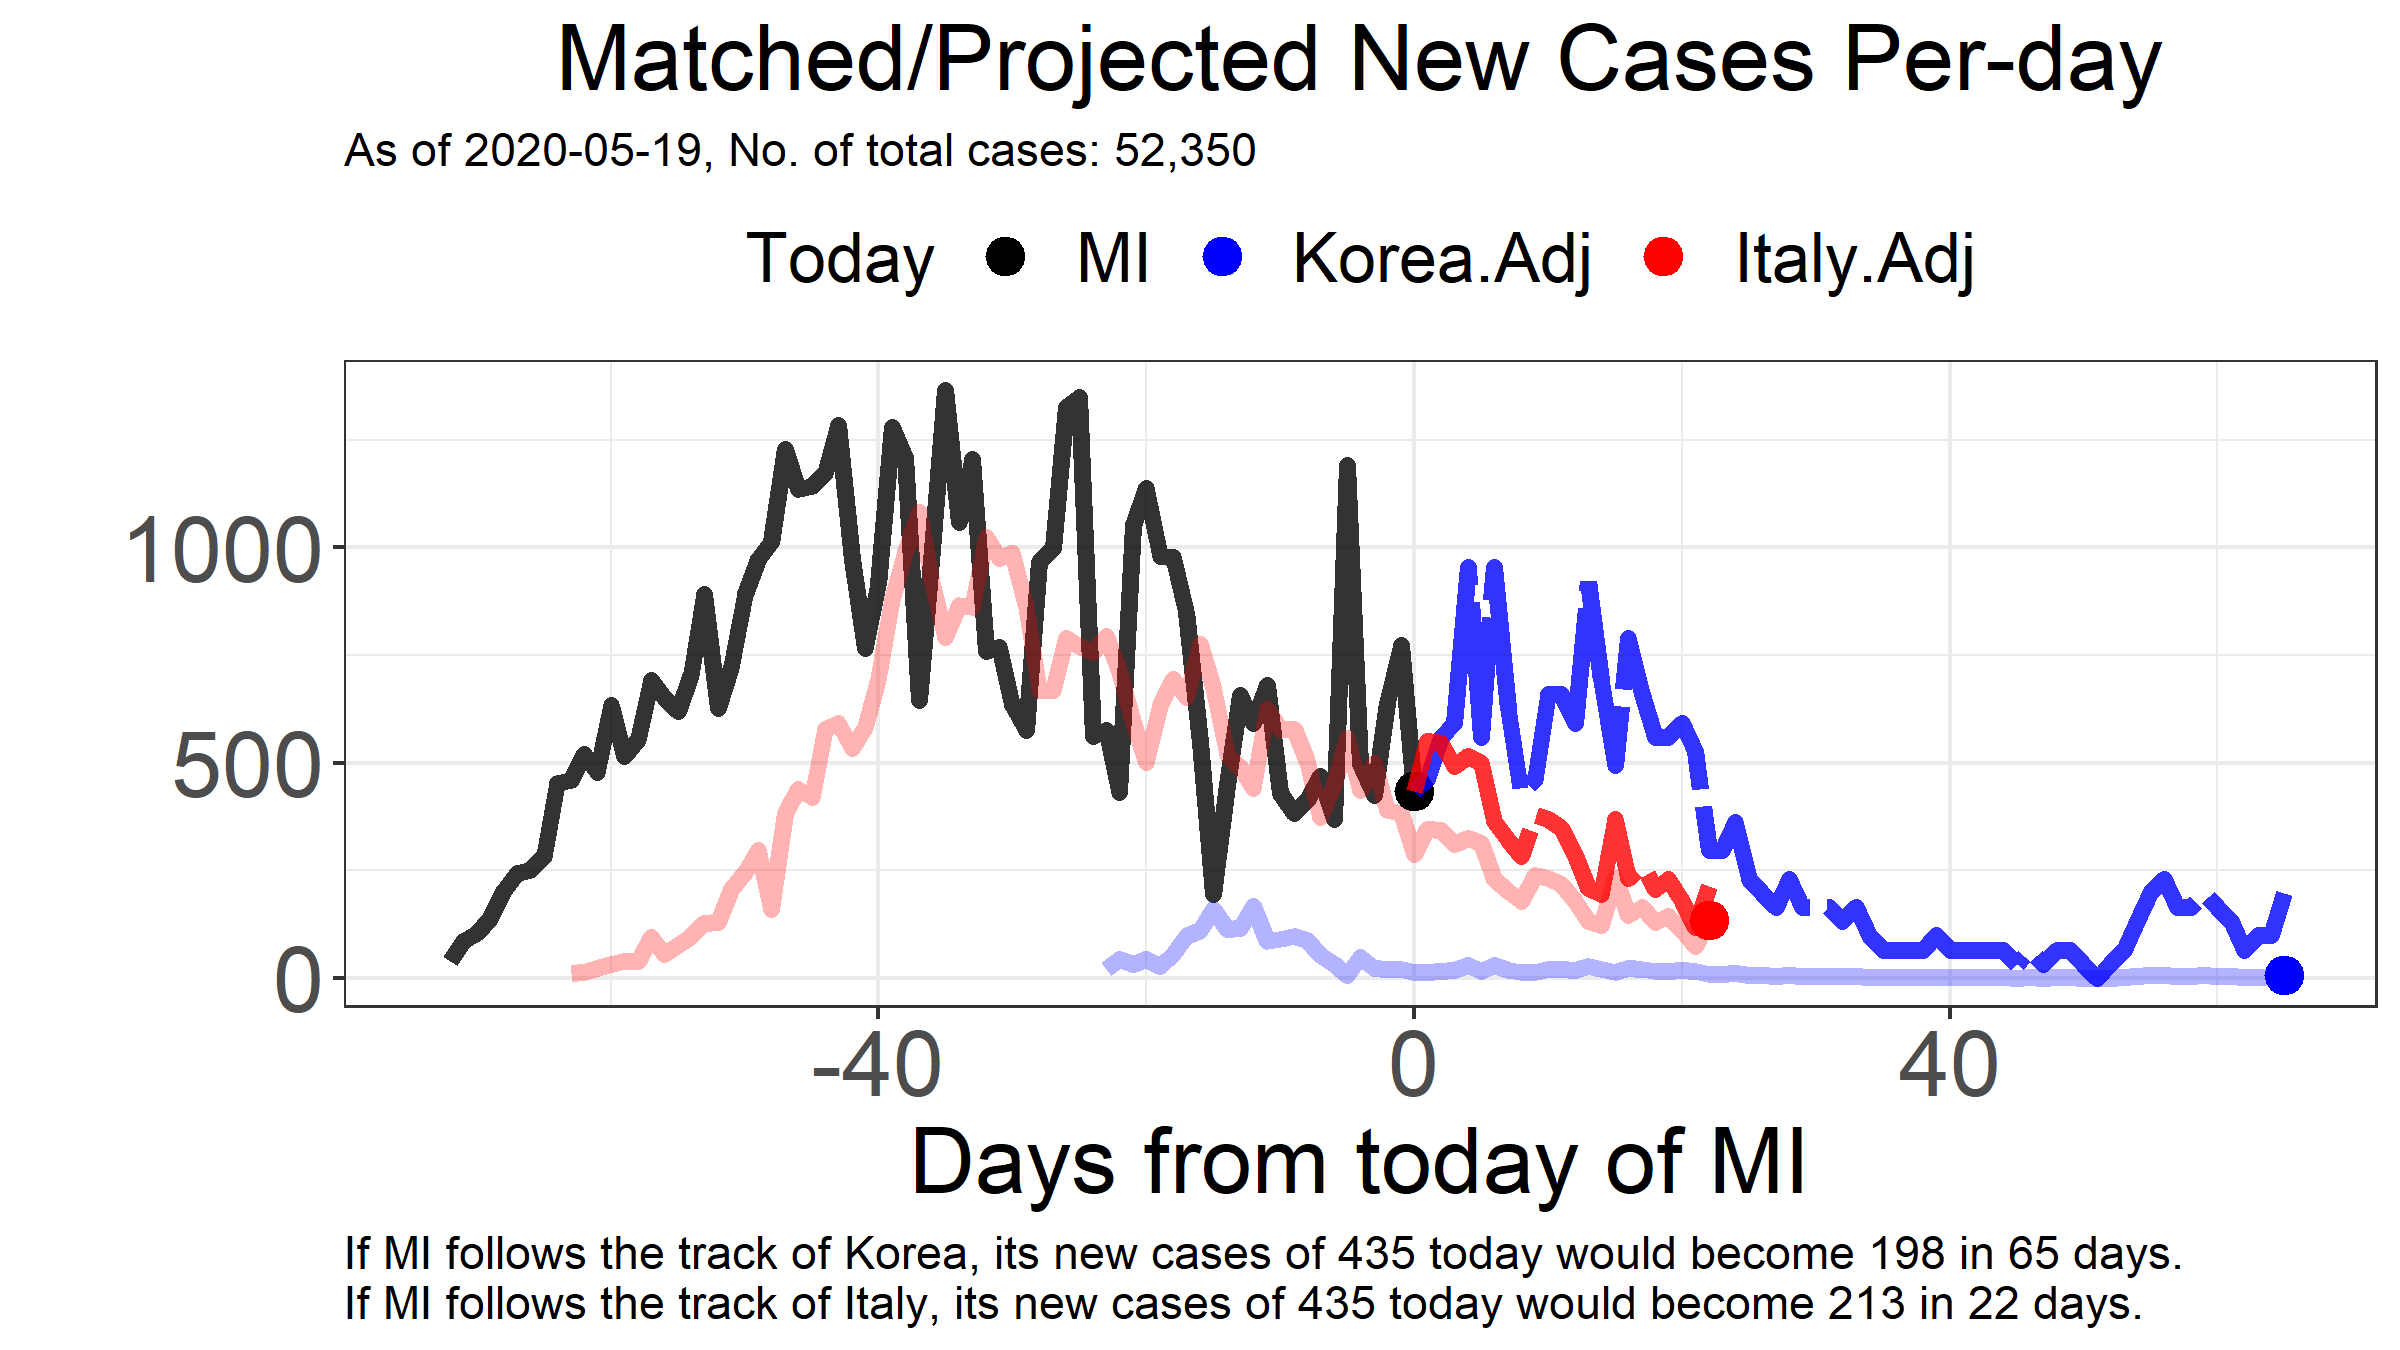 Matched/Projected New Cases Per-day
As of 2020-05-19, No. of total cases: 52,350
Today MI Korea.Adj Italy.Adj
1000
500
0
-40 0 40
Days from today of MI
If MI follows the track of Korea, its new cases of 435 today would become 198 in 65 days.
If MI follows the track of Italy, its new cases of 435 today would become 213 in 22 days.